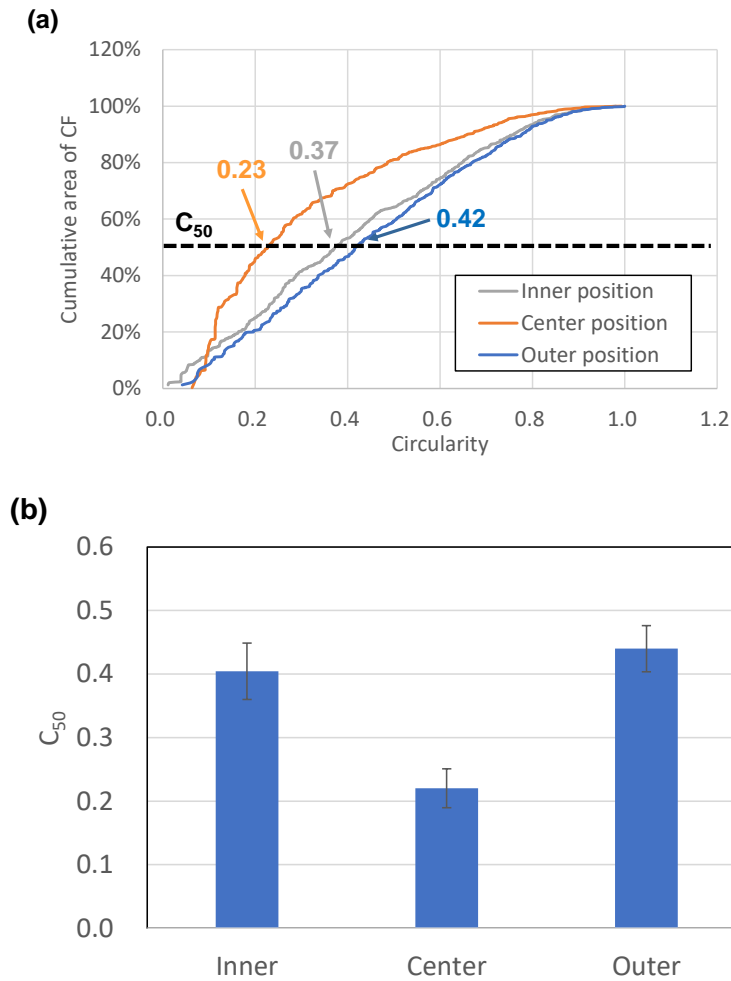 (a)
120%
100%
80%
60%
40%
20%
0%
Cumulative area of CF
0.23
0.37
0.42
C₅₀
Inner position
Center position
Outer position
0.0 0.2 0.4 0.6 0.8 1.0 1.2
Circularity
(b)
0.6
0.5
0.4
0.3
0.2
0.1
0.0
C₅₀
Inner Center Outer